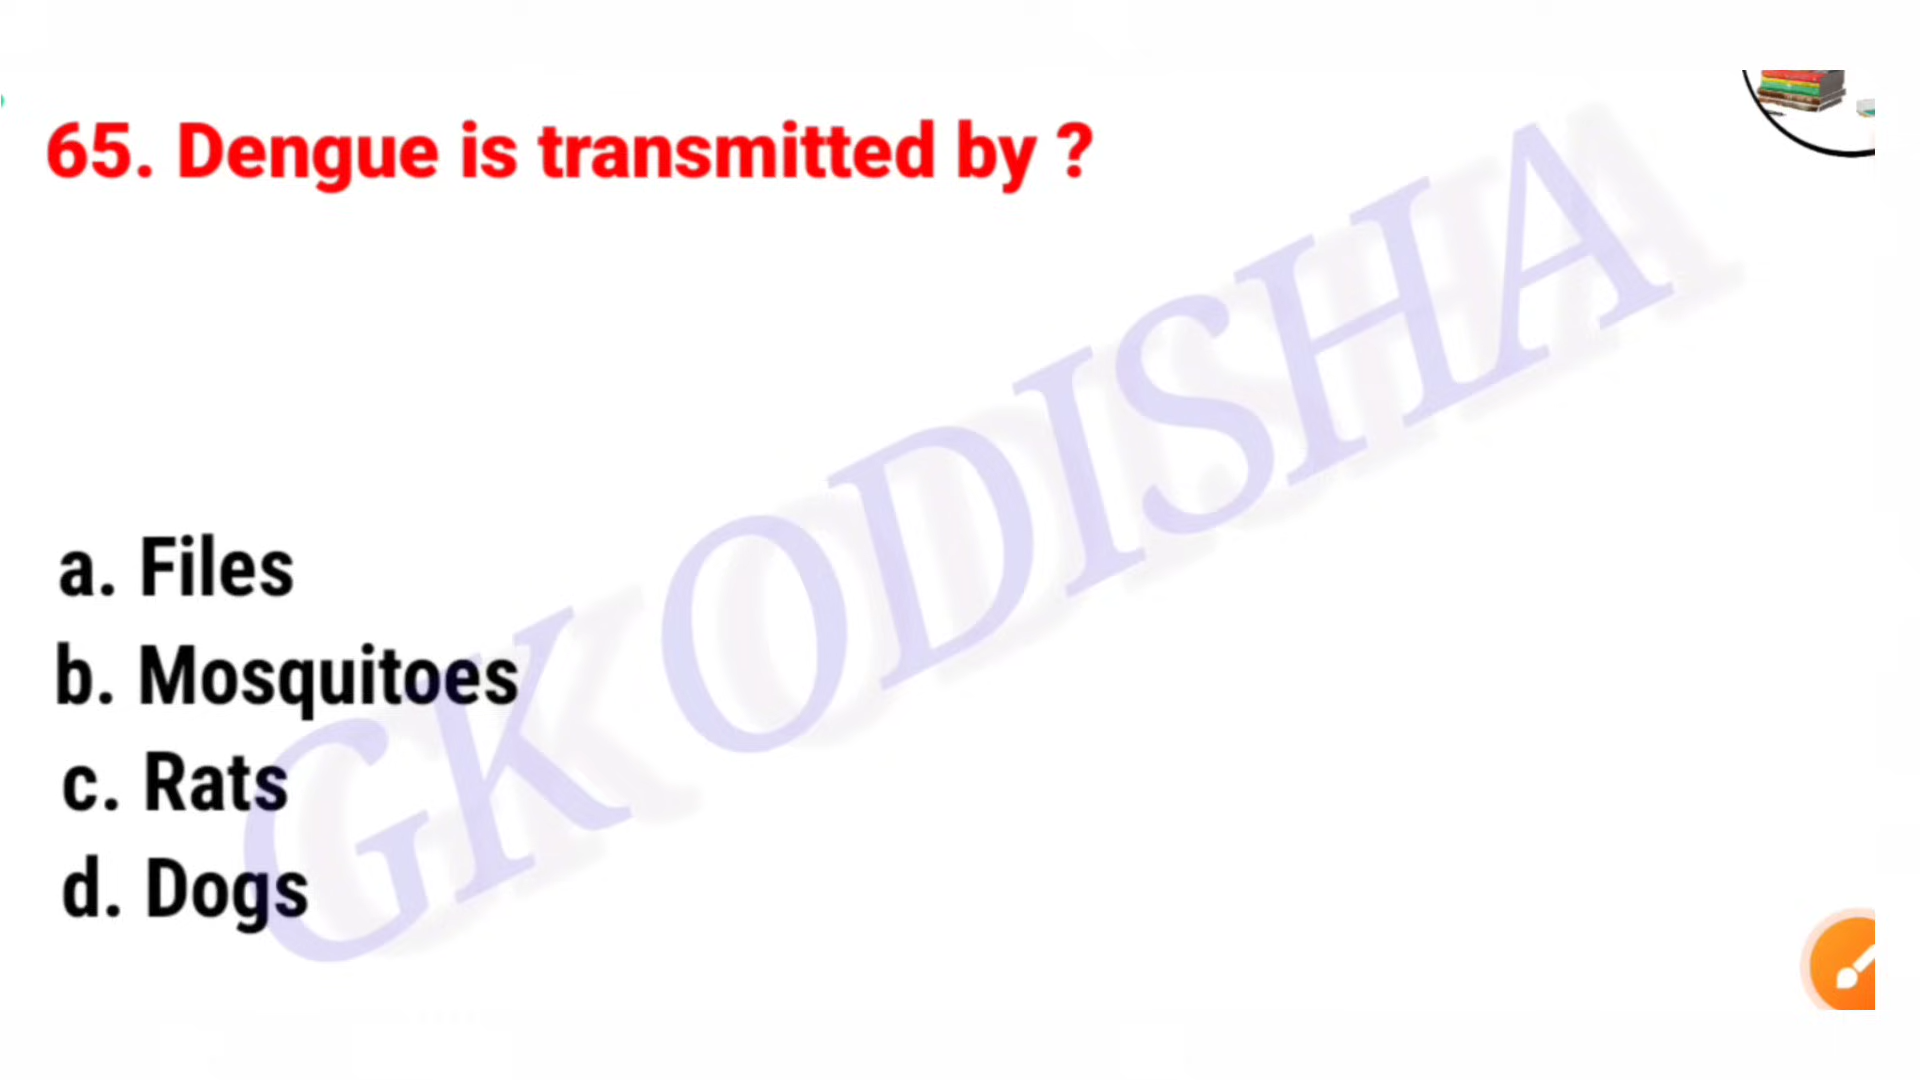 65. Dengue is transmitted by ?
a. Files
b. Mosquitoes
c. Rats
d. Dogs
GK ODISHA